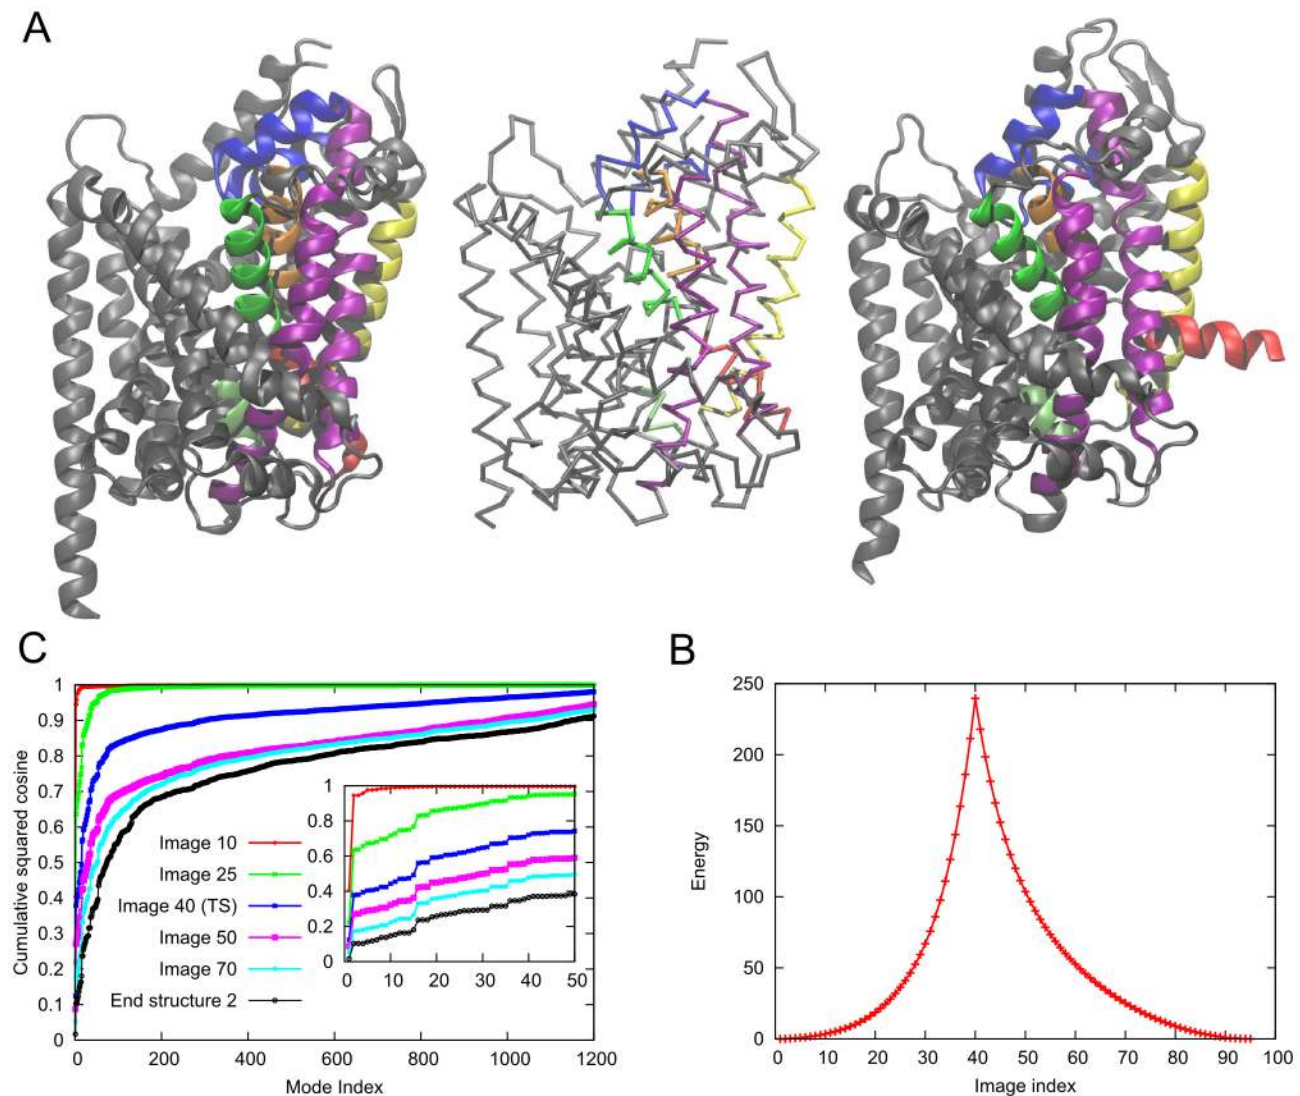 A
C
Cumulative squared cosine
1
0.9
0.8
0.7
0.6
0.5
0.4
0.3
0.2
0.1
0
Image 10
Image 25
Image 40 (TS)
Image 50
Image 70
End structure 2
1
0.8
0.6
0.4
0.2
0
0 10 20 30 40 50
0 200 400 600 800 1000 1200
Mode Index
B
Energy
250
200
150
100
50
0
0 10 20 30 40 50 60 70 80 90 100
Image index